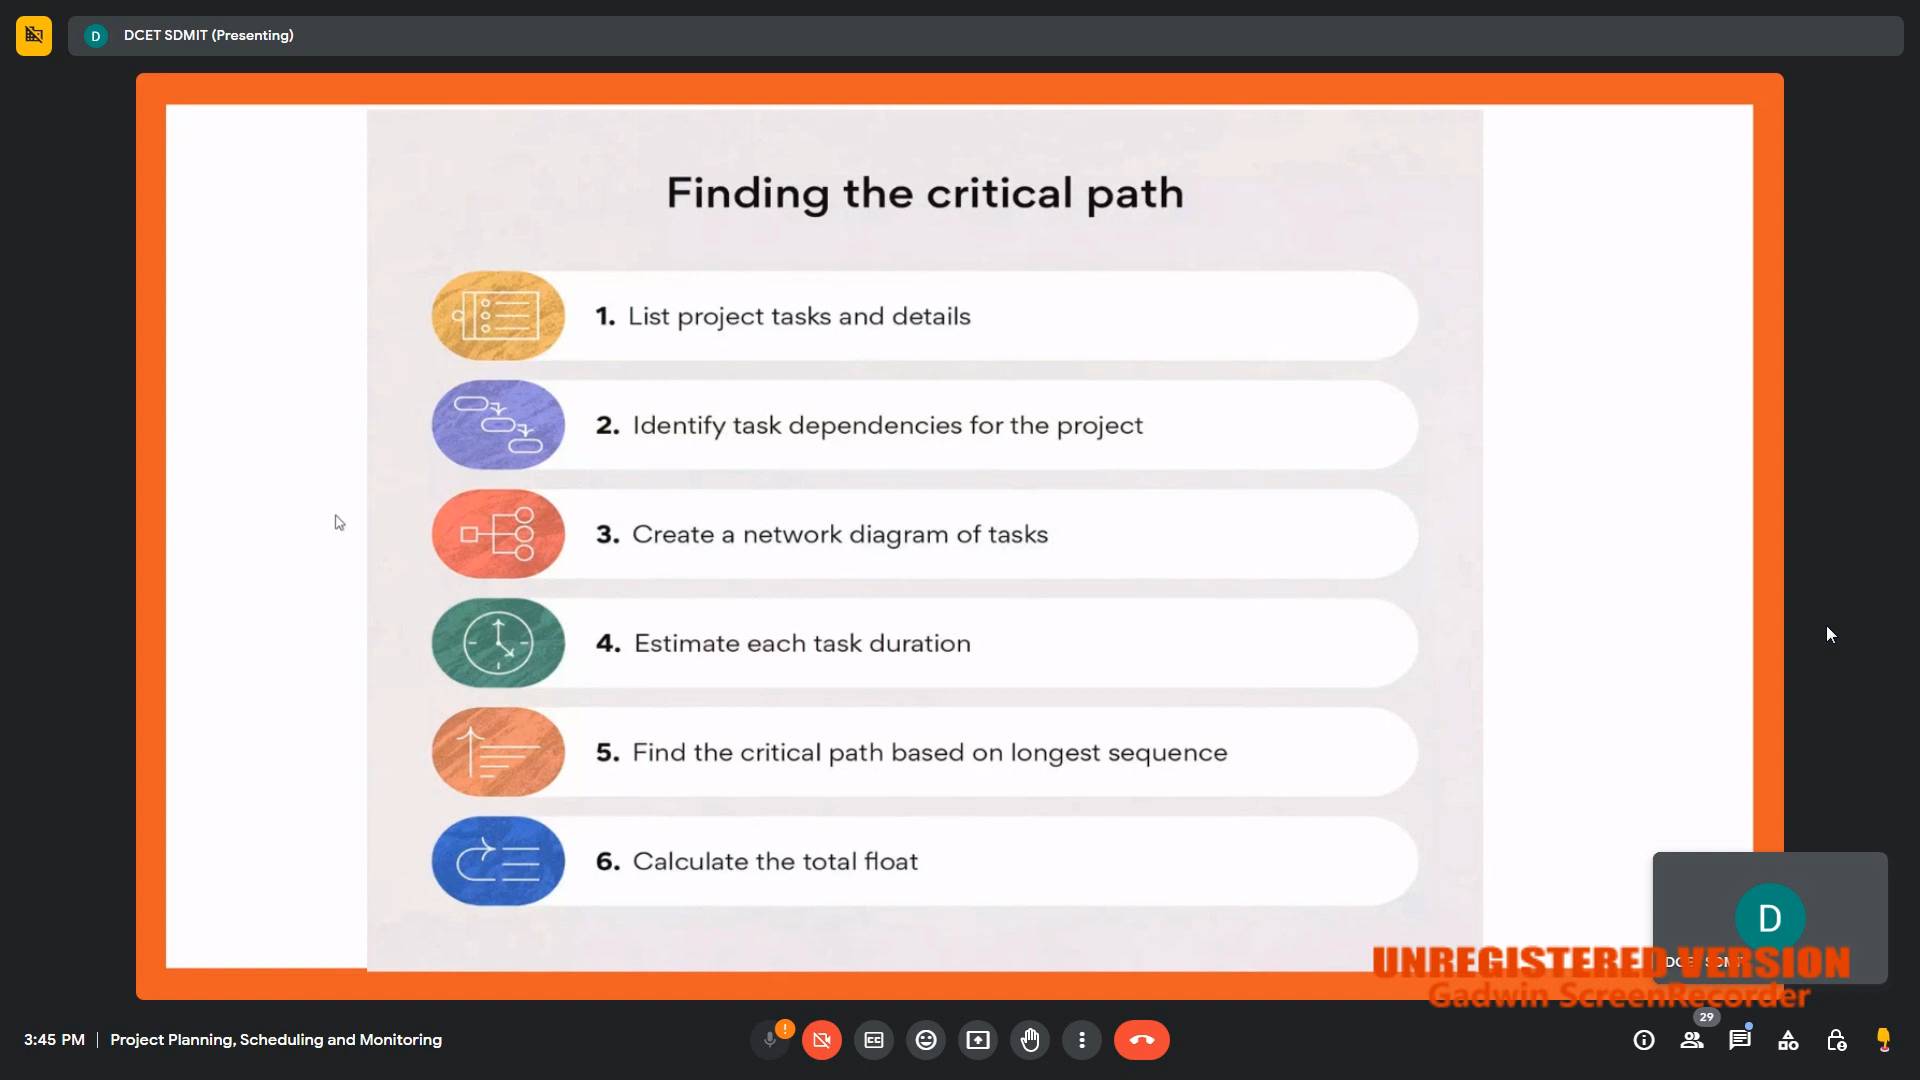 D DCET SDMIT (Presenting)
Finding the critical path
1. List project tasks and details
2. Identify task dependencies for the project
3. Create a network diagram of tasks
4. Estimate each task duration
5. Find the critical path based on longest sequence
6. Calculate the total float
D
UNREGISTERED VERSION
Gadwin ScreenRecorder
3:45 PM | Project Planning, Scheduling and Monitoring
!
CC
29